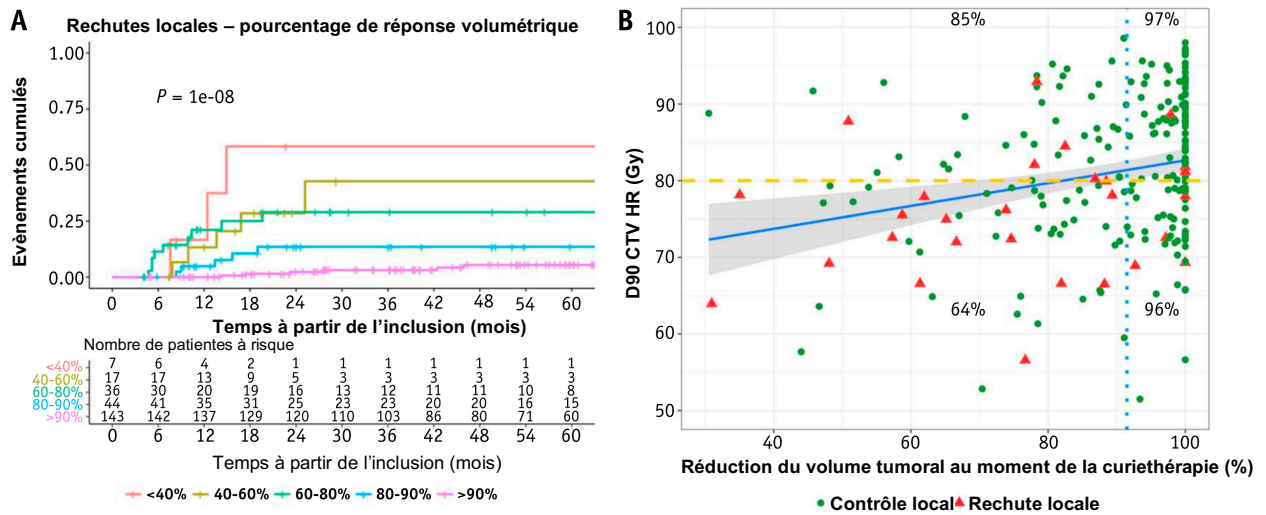 A
Rechutes locales – pourcentage de réponse volumétrique
Evènements cumulés
1.00
0.75
0.50
0.25
0.00
P = 1e-08
0 6 12 18 24 30 36 42 48 54 60
Temps à partir de l’inclusion (mois)
Nombre de patientes à risque
<40% 7 6 4 2 1 1 1 1 1 1 1
40-60% 17 17 13 9 5 3 3 3 3 3 3
60-80% 36 30 20 19 16 13 12 11 11 10 8
80-90% 44 41 35 31 25 23 23 20 20 16 15
>90% 143 142 137 129 120 110 103 86 80 71 60
0 6 12 18 24 30 36 42 48 54 60
Temps à partir de l’inclusion (mois)
<40% 40-60% 60-80% 80-90% >90%
B
85% 97%
D90 CTV HR (Gy)
100
90
80
70
60
50
64% 96%
40 60 80 100
Réduction du volume tumoral au moment de la curiethérapie (%)
Contrôle local Rechute locale